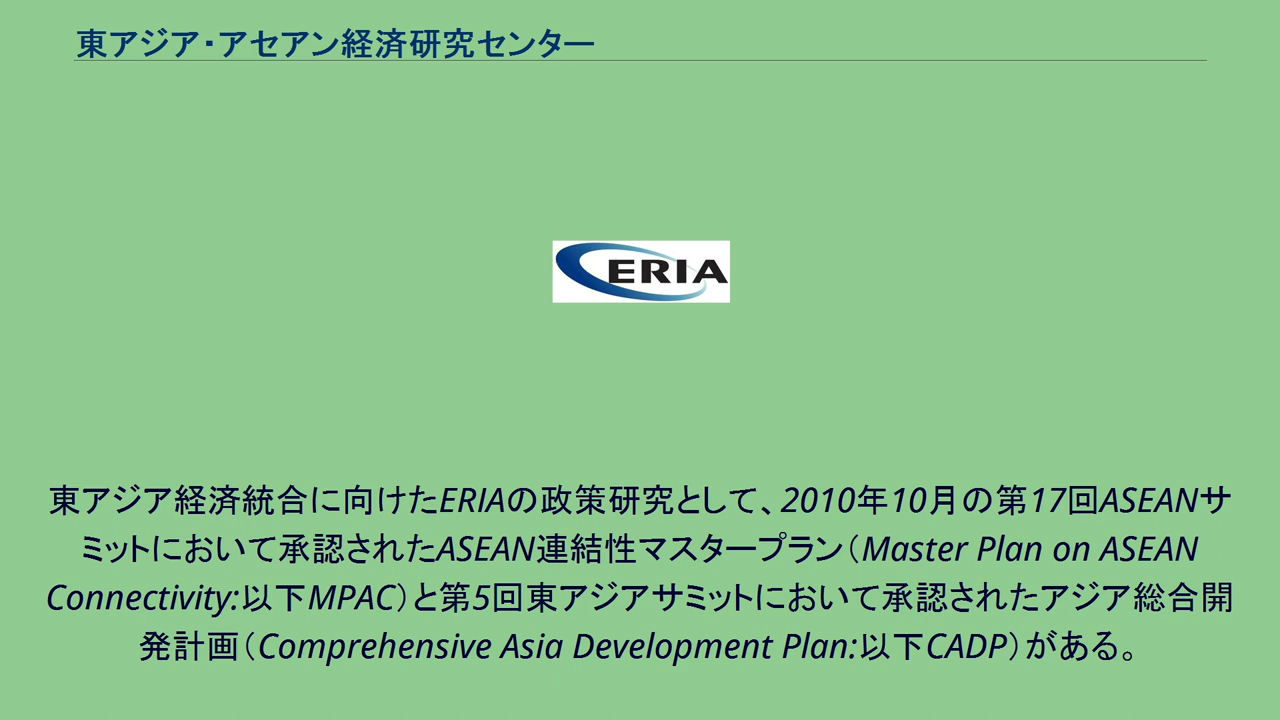 東アジア・アセアン経済研究センター
ERIA
東アジア経済統合に向けたERIAの政策研究として、2010年10月の第17回ASEANサ
ミットにおいて承認されたASEAN連結性マスタープラン（Master Plan on ASEAN
Connectivity:以下MPAC）と第5回東アジアサミットにおいて承認されたアジア総合開
発計画（Comprehensive Asia Development Plan:以下CADP）がある。